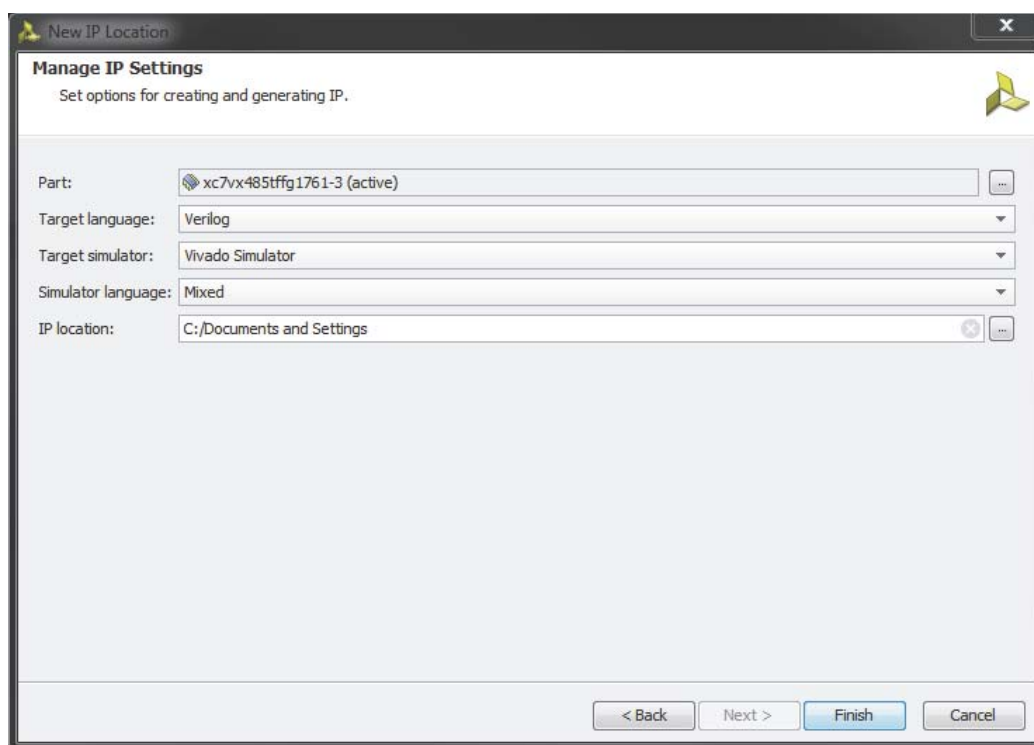 New IP Location
Manage IP Settings
Set options for creating and generating IP.
Part: xc7vx485tffg1761-3 (active) ...
Target language: Verilog
Target simulator: Vivado Simulator
Simulator language: Mixed
IP location: C:/Documents and Settings ...
< Back Next > Finish Cancel